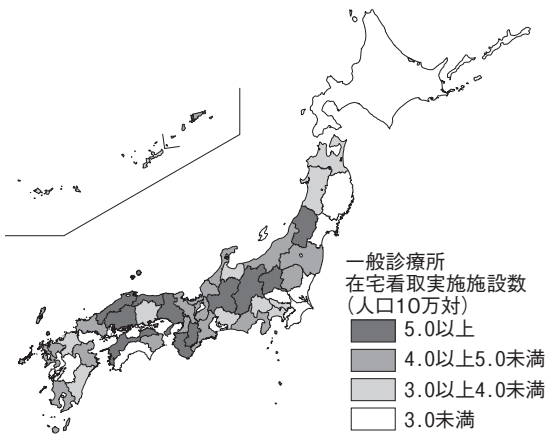 一般診療所
在宅看取実施施設数
（人口10万対）
5.0以上
4.0以上5.0未満
3.0以上4.0未満
3.0未満